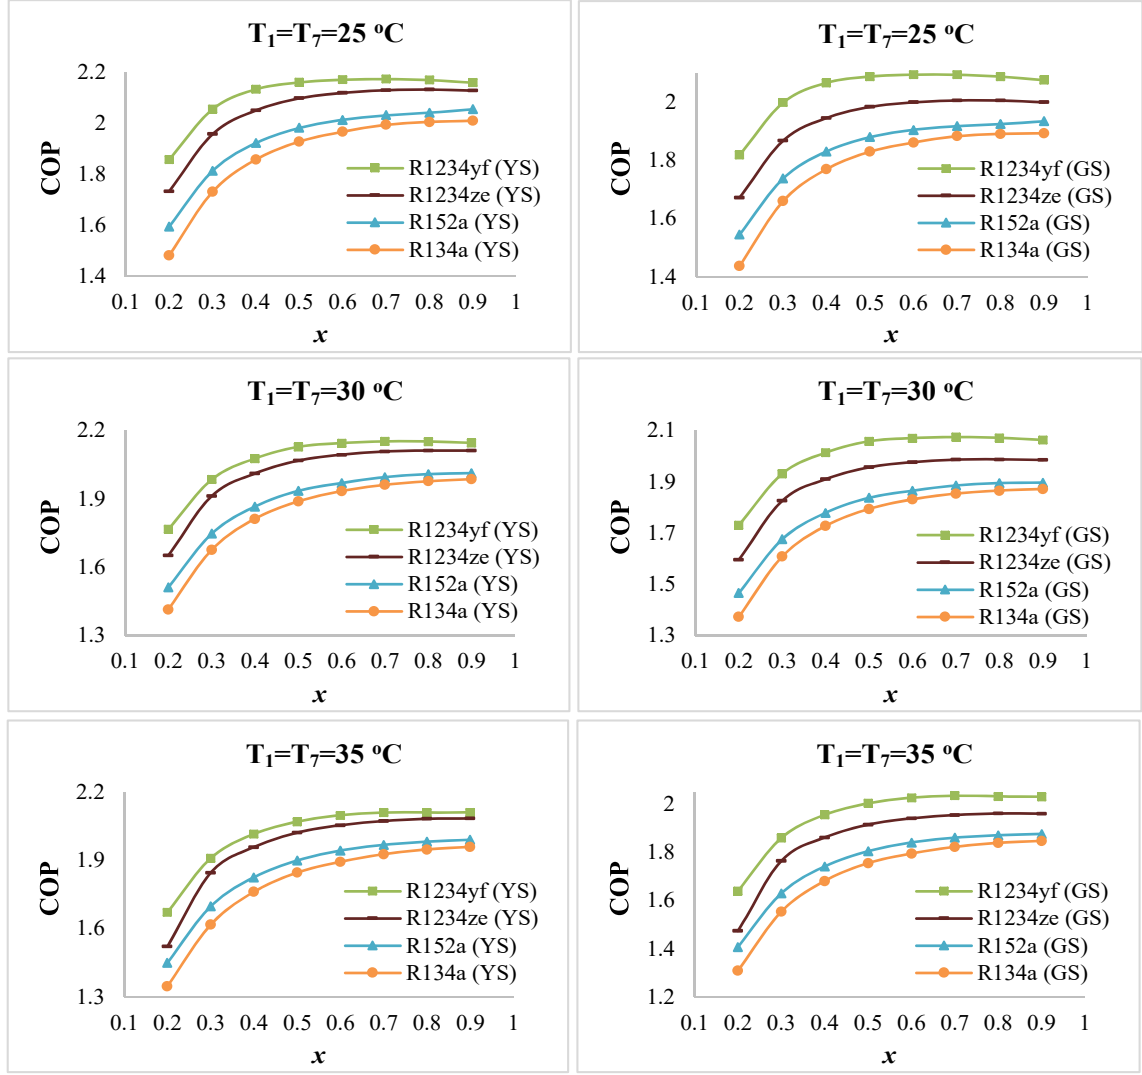 T₁=T₇=25 ᵒC
COP
2.2
2
1.8
1.6
1.4
R1234yf (YS)
R1234ze (YS)
R152a (YS)
R134a (YS)
0.1 0.2 0.3 0.4 0.5 0.6 0.7 0.8 0.9 1
x
T₁=T₇=25 ᵒC
COP
2
1.8
1.6
1.4
R1234yf (GS)
R1234ze (GS)
R152a (GS)
R134a (GS)
0.1 0.2 0.3 0.4 0.5 0.6 0.7 0.8 0.9 1
x
T₁=T₇=30 ᵒC
COP
2.2
1.9
1.6
1.3
R1234yf (YS)
R1234ze (YS)
R152a (YS)
R134a (YS)
0.1 0.2 0.3 0.4 0.5 0.6 0.7 0.8 0.9 1
x
T₁=T₇=30 ᵒC
COP
2.1
1.9
1.7
1.5
1.3
R1234yf (GS)
R1234ze (GS)
R152a (GS)
R134a (GS)
0.1 0.2 0.3 0.4 0.5 0.6 0.7 0.8 0.9 1
x
T₁=T₇=35 ᵒC
COP
2.2
1.9
1.6
1.3
R1234yf (YS)
R1234ze (YS)
R152a (YS)
R134a (YS)
0.1 0.2 0.3 0.4 0.5 0.6 0.7 0.8 0.9 1
x
T₁=T₇=35 ᵒC
COP
2
1.8
1.6
1.4
1.2
R1234yf (GS)
R1234ze (GS)
R152a (GS)
R134a (GS)
0.1 0.2 0.3 0.4 0.5 0.6 0.7 0.8 0.9 1
x